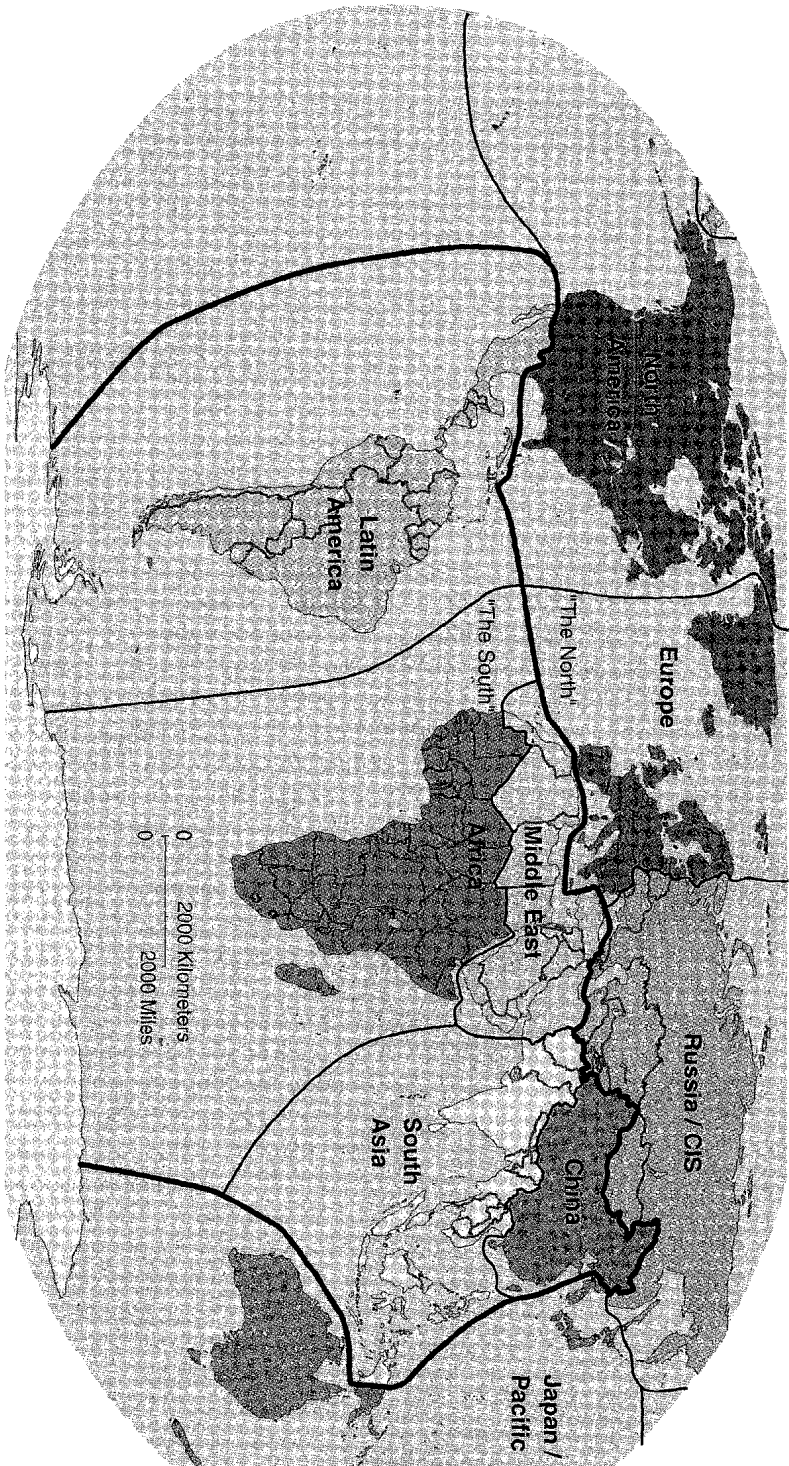 North
America
Europe
Russia / CIS
"The North"
"The South"
Middle East
China
Japan /
Pacific
Latin
America
Africa
South
Asia
0 2000 Kilometers
0 2000 Miles